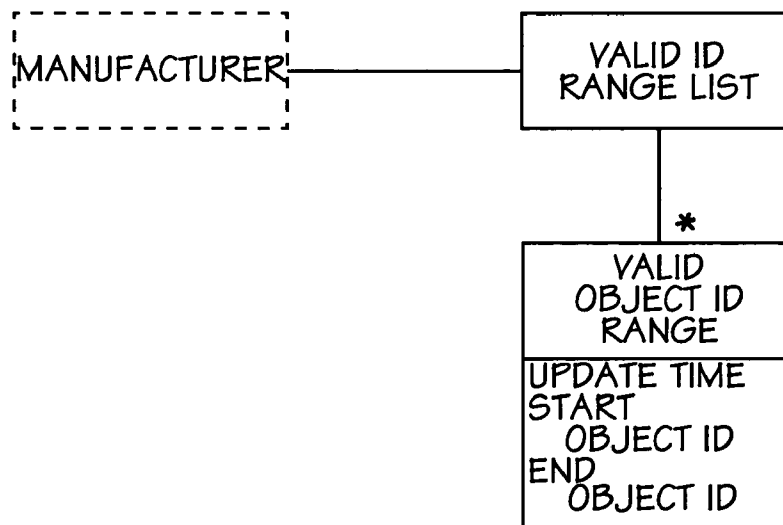 MANUFACTURER
VALID ID
RANGE LIST
*
VALID
OBJECT ID
RANGE
UPDATE TIME
START
OBJECT ID
END
OBJECT ID